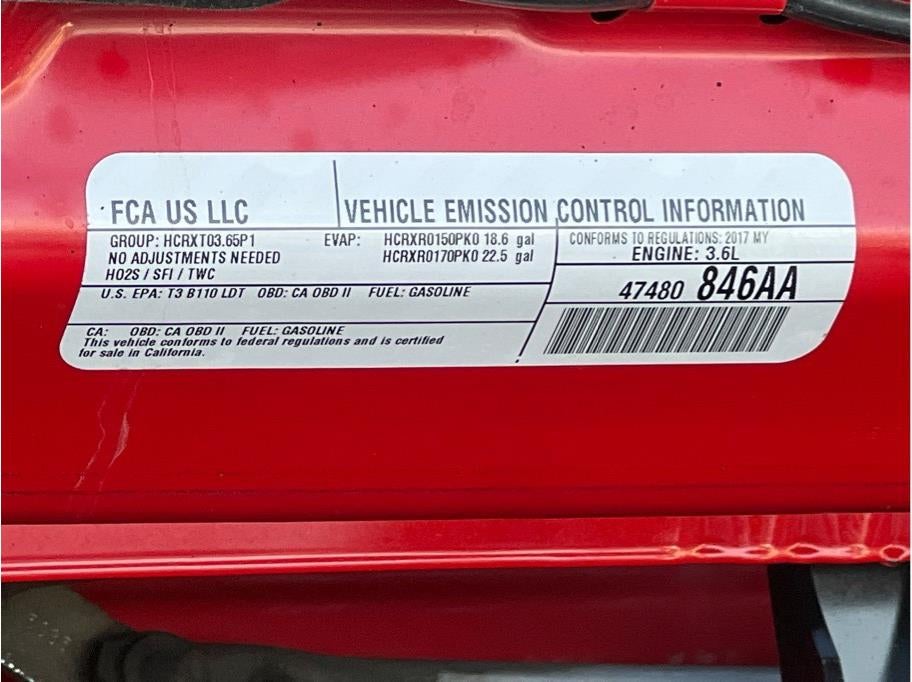 FCA US LLC
VEHICLE EMISSION CONTROL INFORMATION
GROUP: HCRXT03.65P1
NO ADJUSTMENTS NEEDED
HO2S / SFI / TWC
EVAP: HCRXR0150PK0 18.6 gal
HCRXR0170PK0 22.5 gal
CONFORMS TO REGULATIONS: 2017 MY
ENGINE: 3.6L
U.S. EPA: T3 B110 LDT OBD: CA OBD II FUEL: GASOLINE
47480 846AA
CA: OBD: CA OBD II FUEL: GASOLINE
This vehicle conforms to federal regulations and is certified
for sale in California.